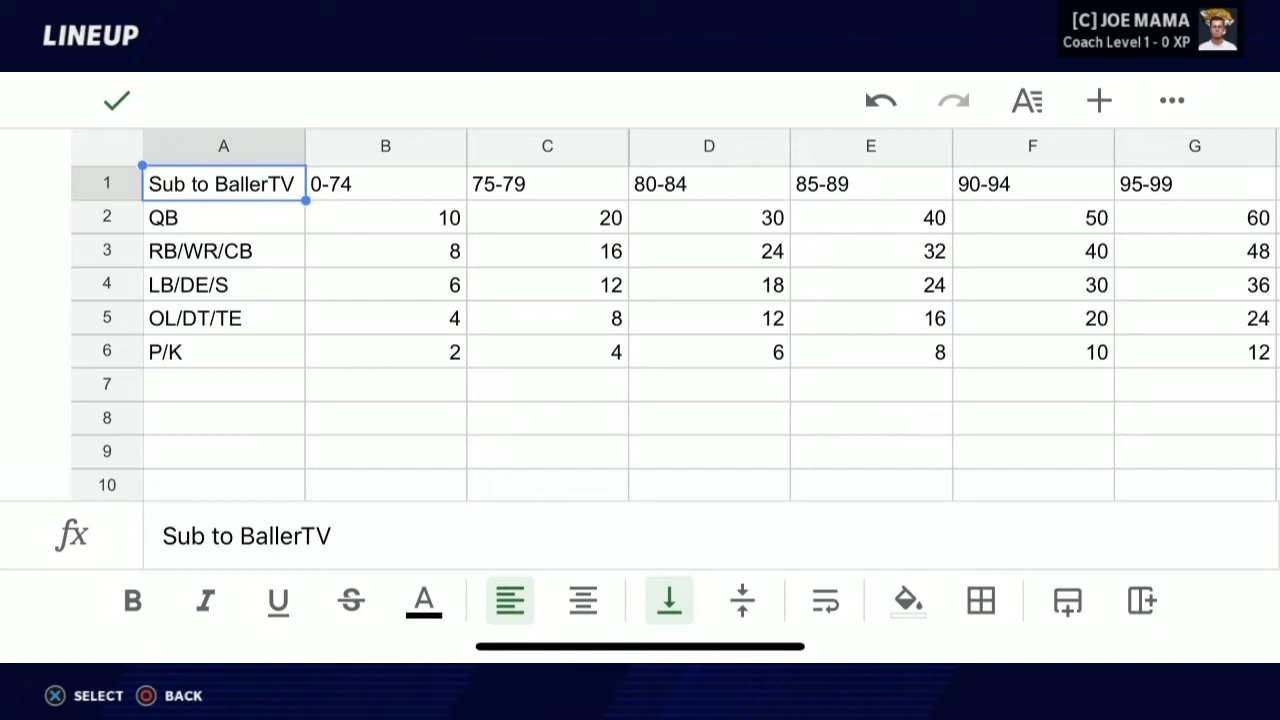 LINEUP
[C] JOE MAMA
Coach Level 1 - 0 XP
A B C D E F G
1 Sub to BallerTV 0-74 75-79 80-84 85-89 90-94 95-99
2 QB 10 20 30 40 50 60
3 RB/WR/CB 8 16 24 32 40 48
4 LB/DE/S 6 12 18 24 30 36
5 OL/DT/TE 4 8 12 16 20 24
6 P/K 2 4 6 8 10 12
7
8
9
10
fx Sub to BallerTV
B I U S A
SELECT BACK